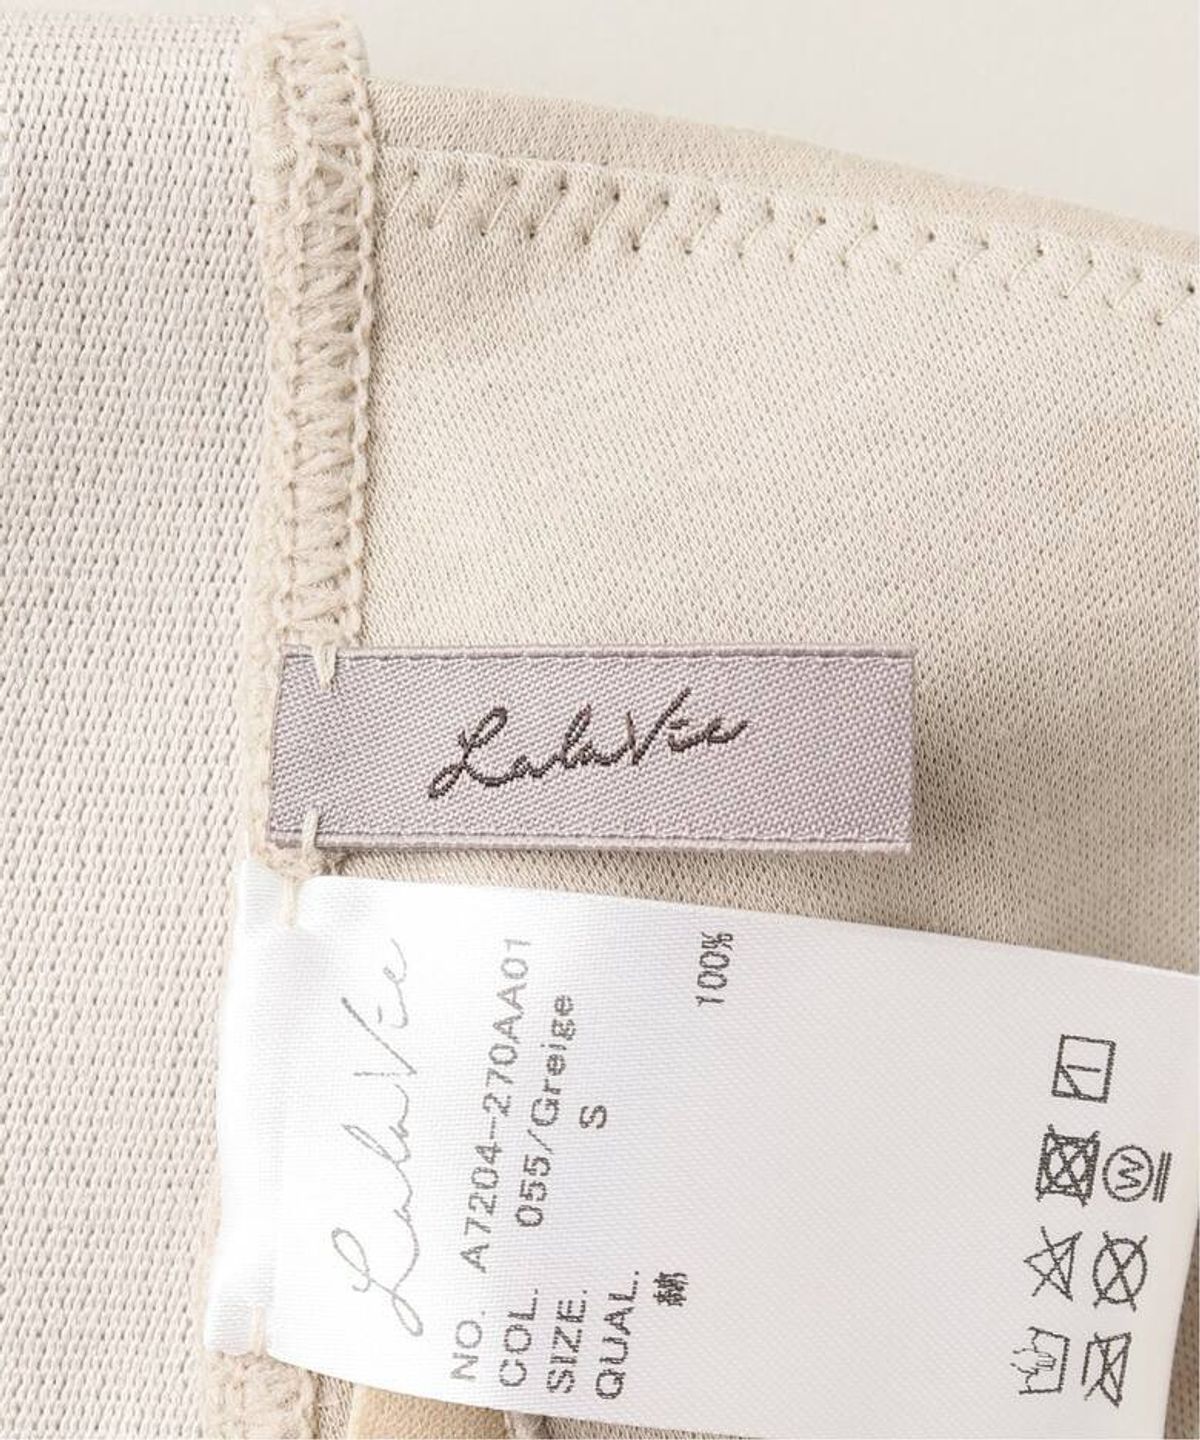 LalaVie
LalaVie
NO. A7204-270AA01
COL. 055/Greige
SIZE. S
QUAL.
綿 100%
W